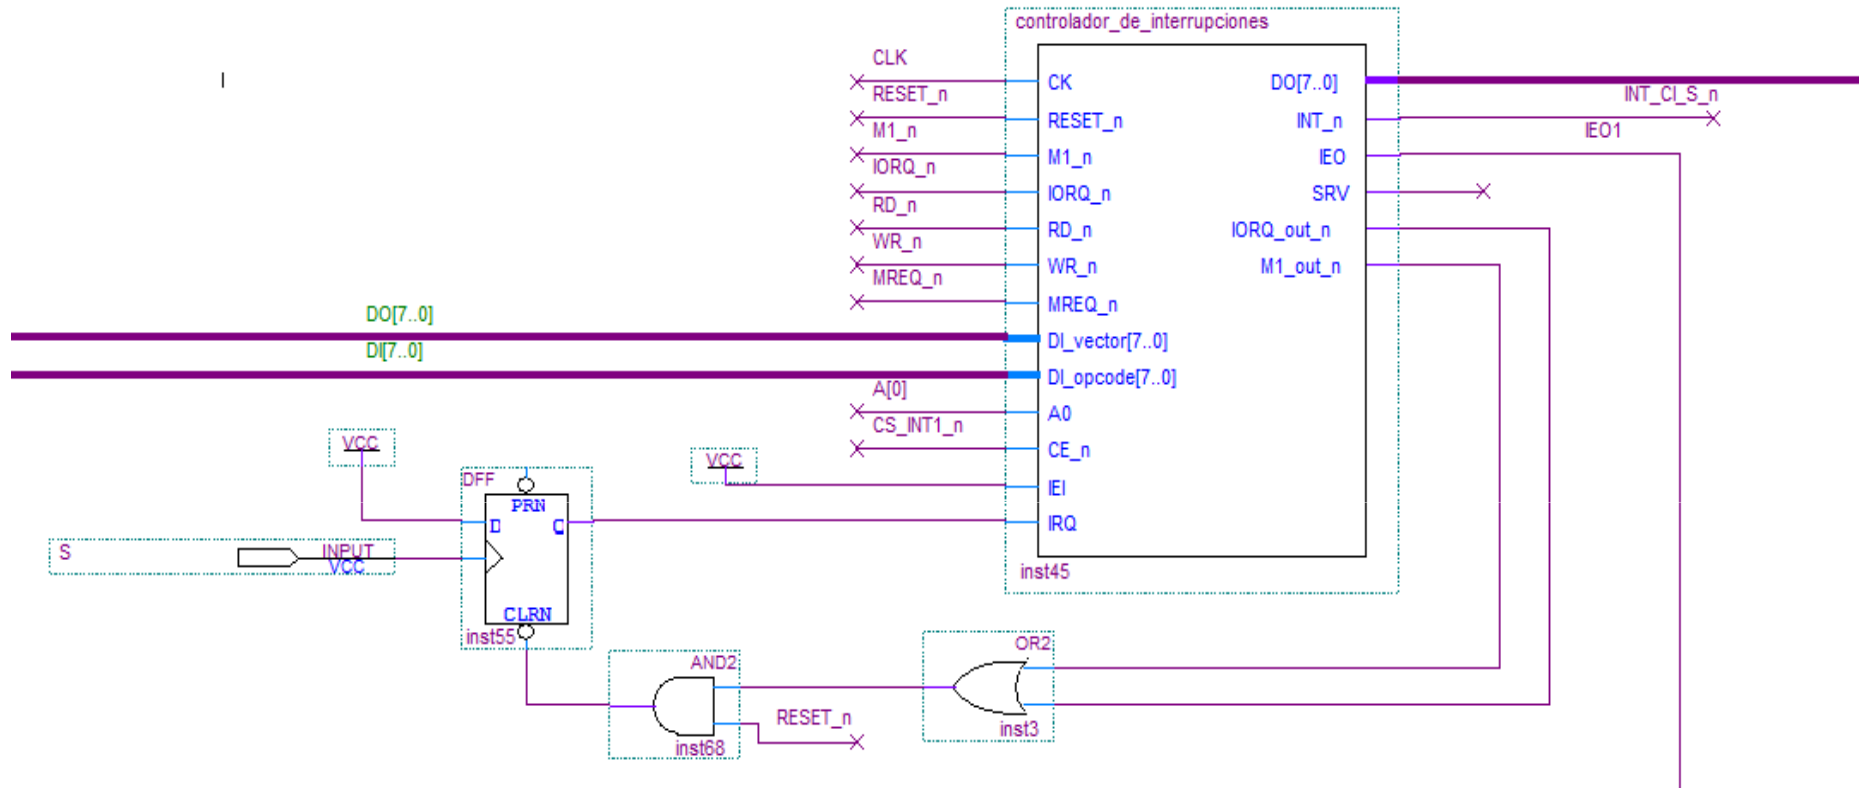 controlador_de_interrupciones
CLK
CK
DO[7..0]
RESET_n
RESET_n
INT_n
INT_CI_S_n
M1_n
M1_n
IEO
IEO1
IORQ_n
IORQ_n
SRV
RD_n
RD_n
IORQ_out_n
WR_n
WR_n
M1_out_n
MREQ_n
MREQ_n
DO[7..0]
DI_vector[7..0]
DI[7..0]
DI_opcode[7..0]
A[0]
A0
CS_INT1_n
CE_n
VCC
VCC
IEI
DFF
PRN
D
Q
IRQ
S
INPUT
VCC
inst45
CLRN
inst55
AND2
OR2
RESET_n
inst3
inst68